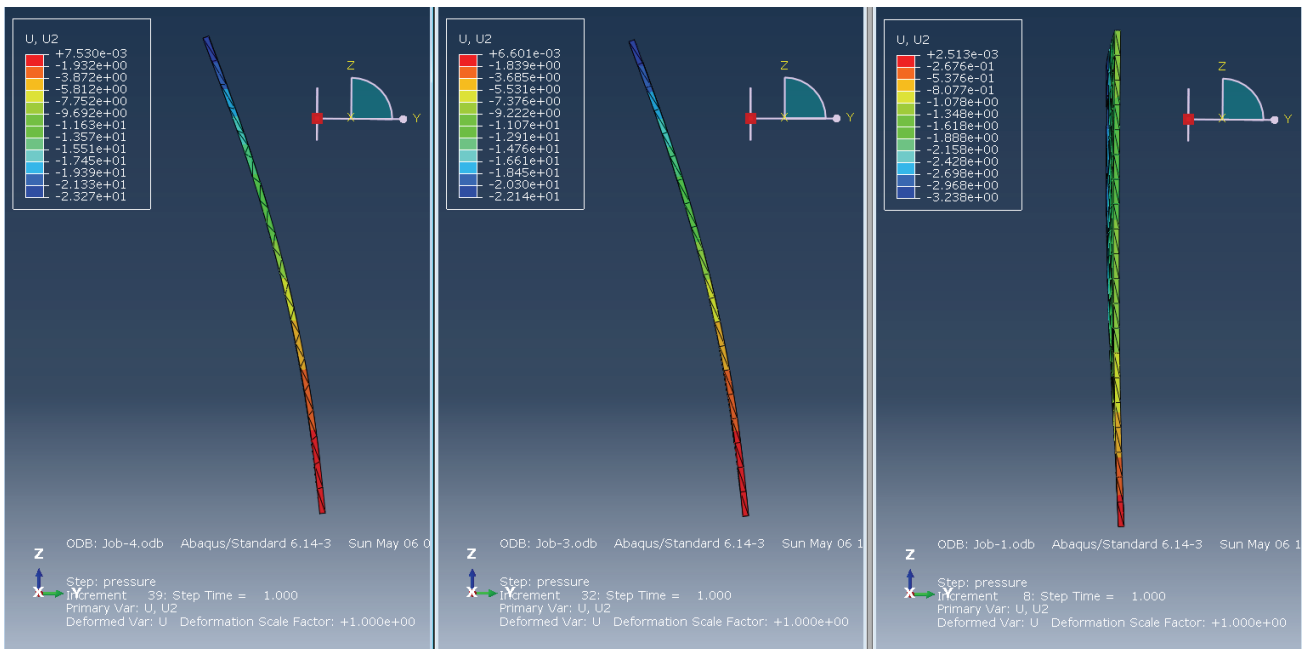 U, U2
+7.530e-03
-1.932e+00
-3.872e+00
-5.812e+00
-7.752e+00
-9.692e+00
-1.163e+01
-1.357e+01
-1.551e+01
-1.745e+01
-1.939e+01
-2.133e+01
-2.327e+01
Z
X
Y
ODB: Job-4.odb Abaqus/Standard 6.14-3 Sun May 06 0
Z
X
Y
Step: pressure
Increment 39: Step Time = 1.000
Primary Var: U, U2
Deformed Var: U Deformation Scale Factor: +1.000e+00
U, U2
+6.601e-03
-1.839e+00
-3.685e+00
-5.531e+00
-7.376e+00
-9.222e+00
-1.107e+01
-1.291e+01
-1.476e+01
-1.661e+01
-1.845e+01
-2.030e+01
-2.214e+01
Z
X
Y
ODB: Job-3.odb Abaqus/Standard 6.14-3 Sun May 06 1
Z
X
Y
Step: pressure
Increment 32: Step Time = 1.000
Primary Var: U, U2
Deformed Var: U Deformation Scale Factor: +1.000e+00
U, U2
+2.513e-03
-2.676e-01
-5.376e-01
-8.077e-01
-1.078e+00
-1.348e+00
-1.618e+00
-1.888e+00
-2.158e+00
-2.428e+00
-2.698e+00
-2.968e+00
-3.238e+00
Z
X
Y
ODB: Job-1.odb Abaqus/Standard 6.14-3 Sun May 06 1
Z
X
Y
Step: pressure
Increment 8: Step Time = 1.000
Primary Var: U, U2
Deformed Var: U Deformation Scale Factor: +1.000e+00